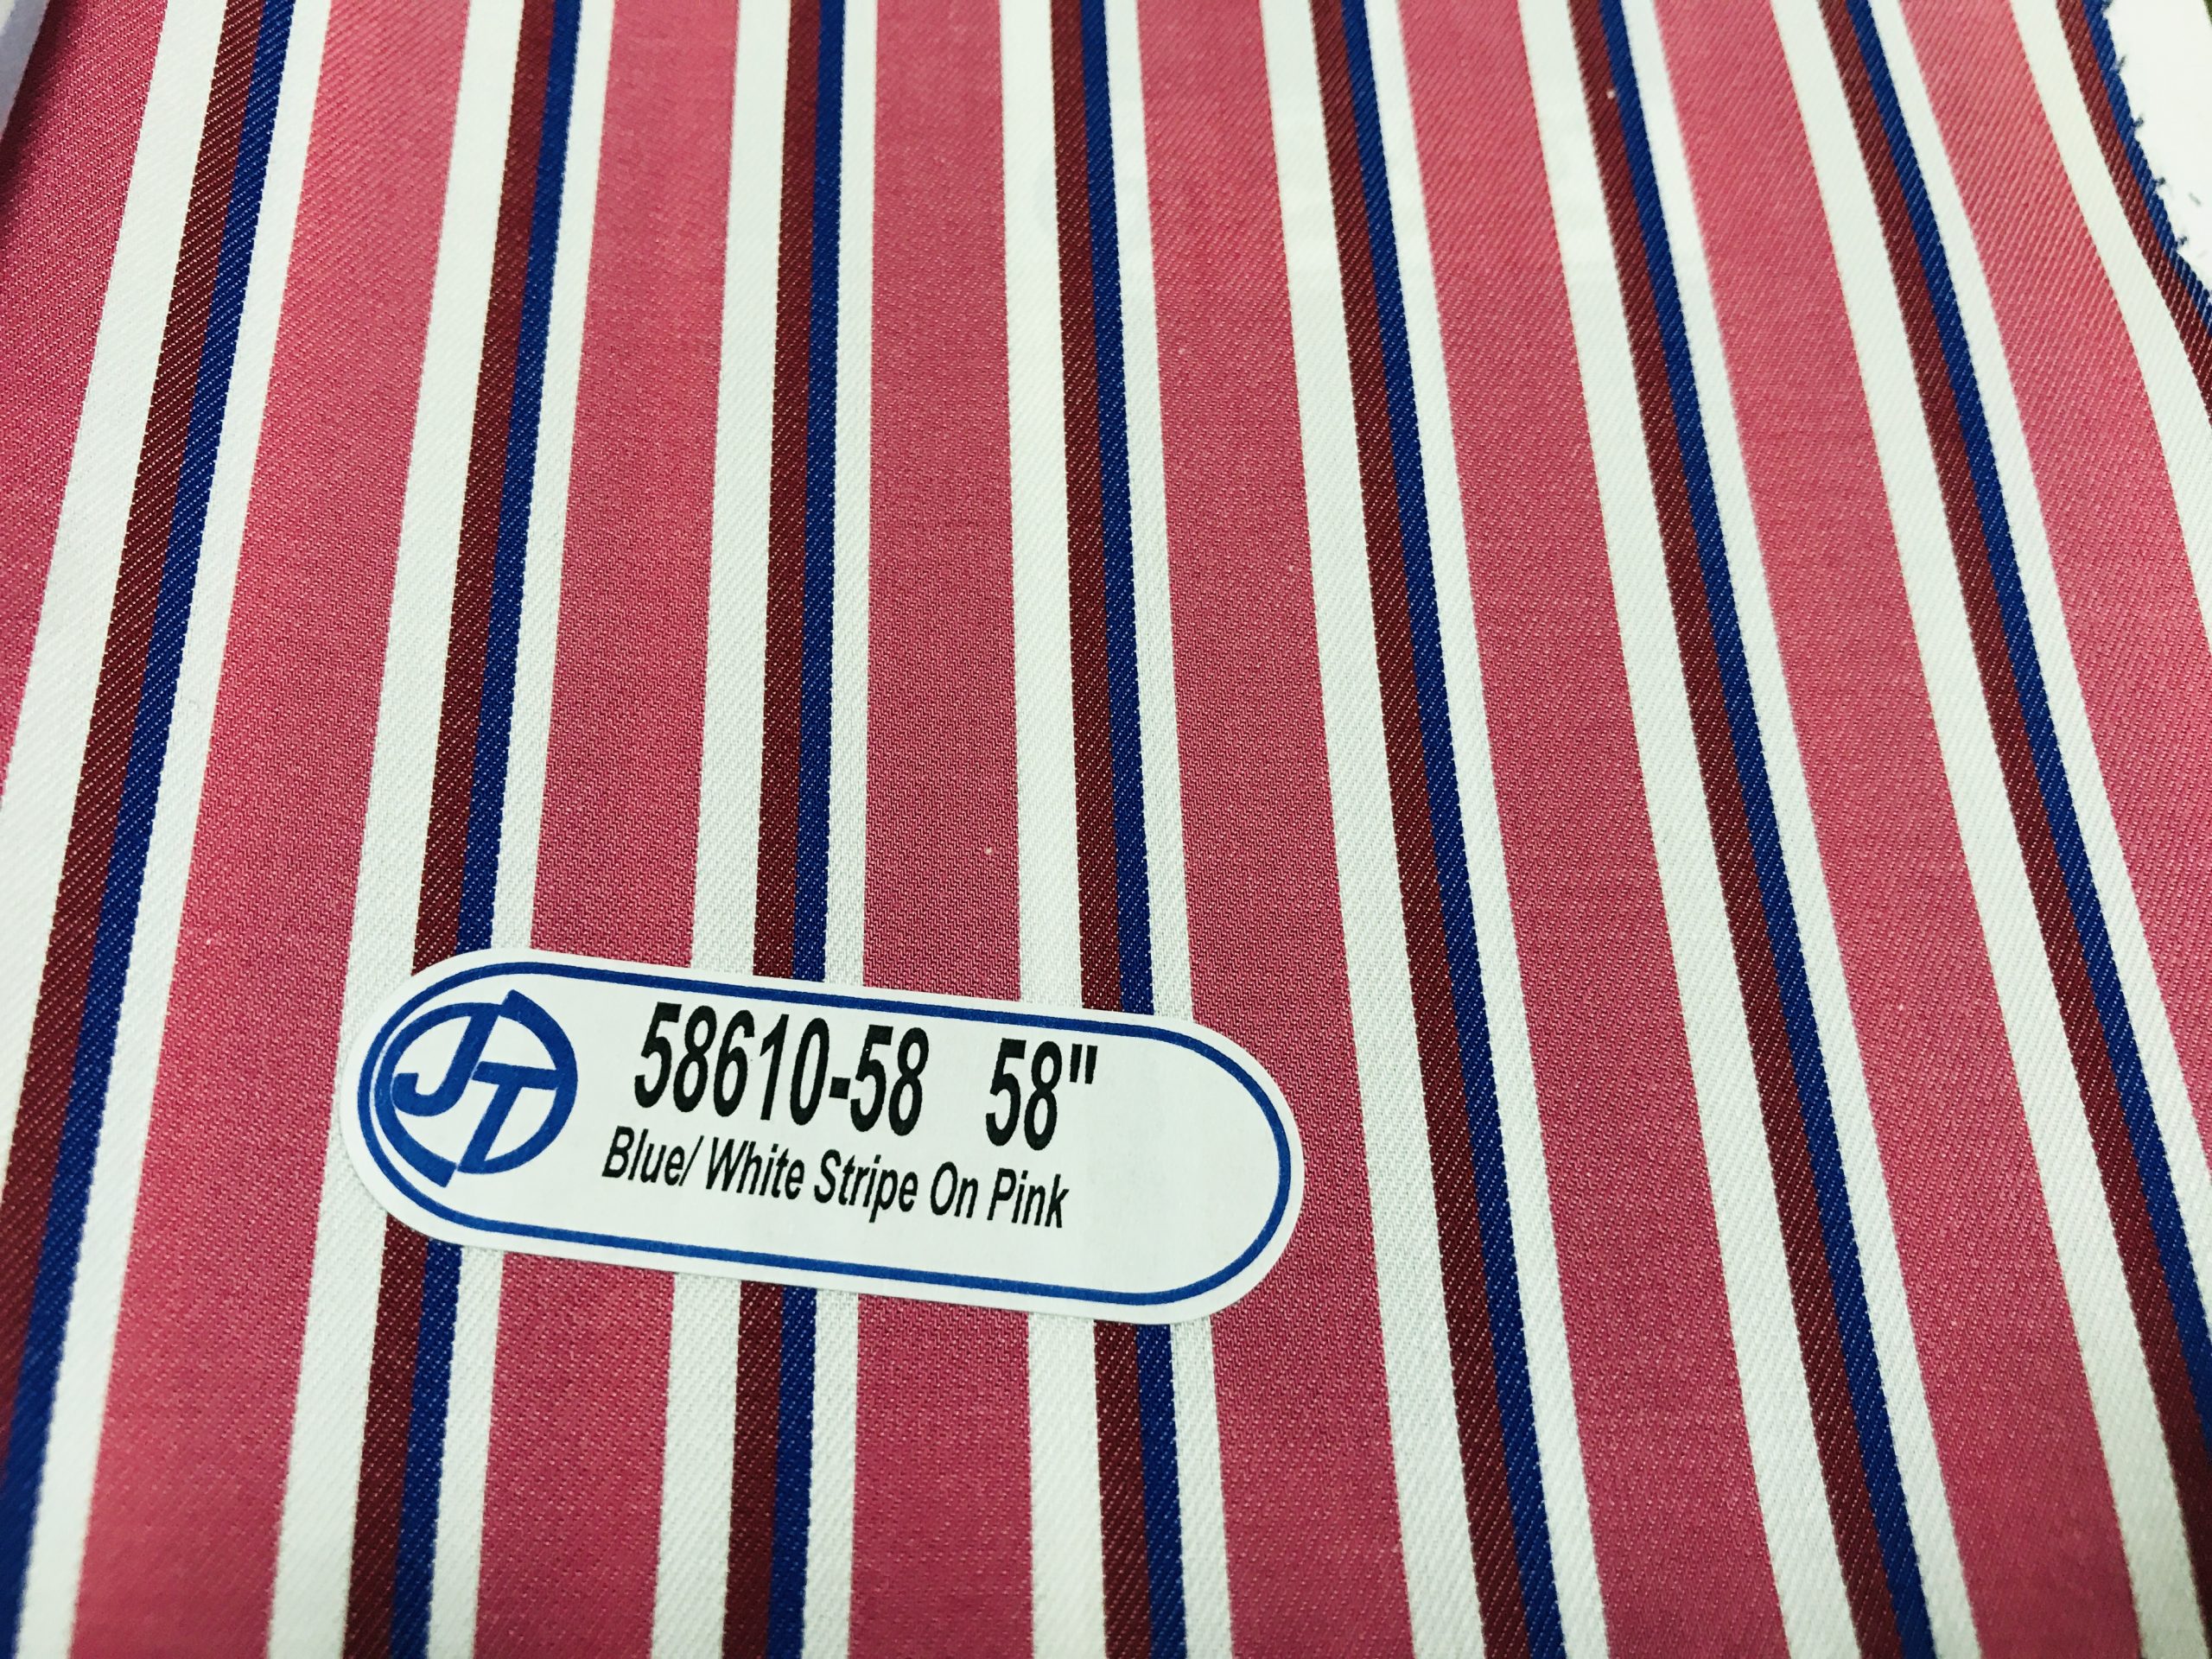 JT
58610-58 58"
Blue/ White Stripe On Pink